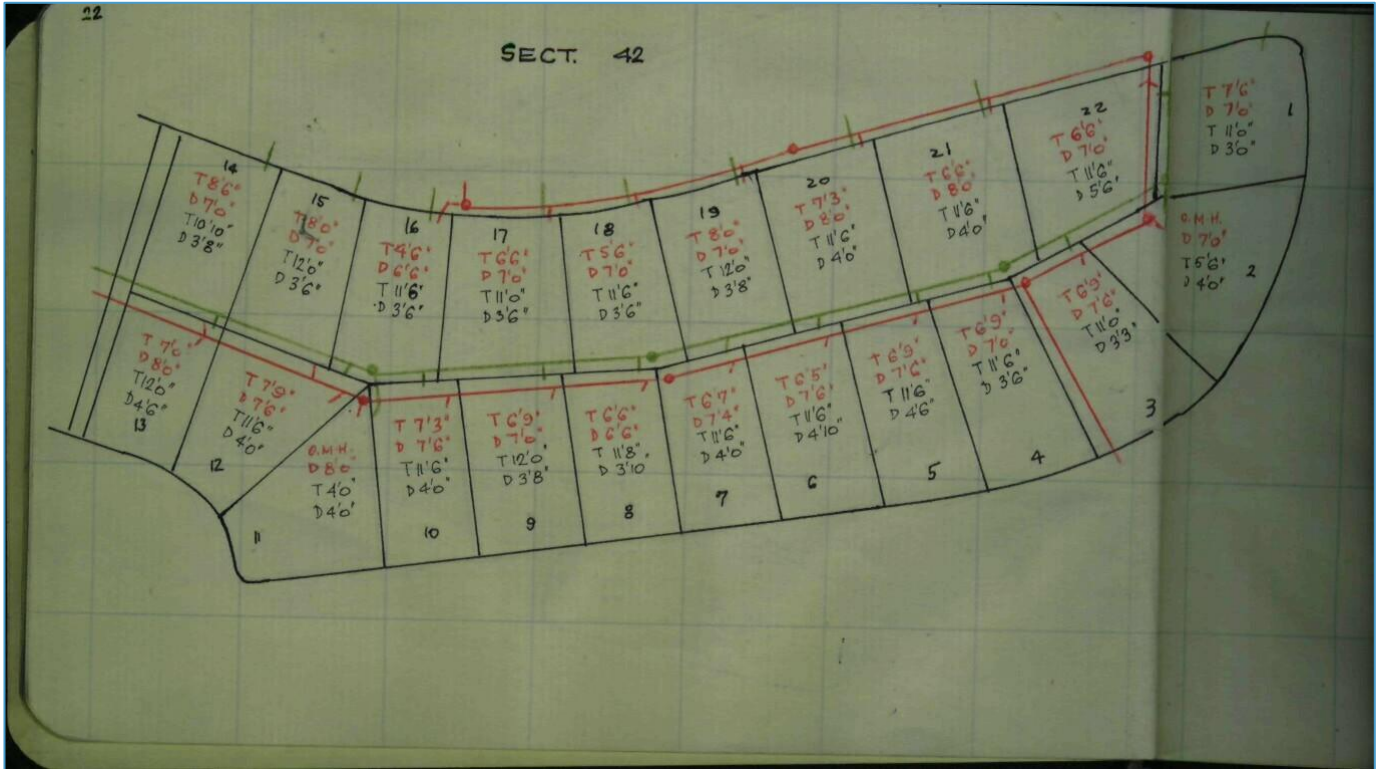 22
SECT. 42
14
T 8'6"
D 7'0"
T 10'10"
D 3'8"
15
T 8'0"
D 7'0"
T 12'0"
D 3'6"
16
T 4'6"
D 6'6"
T 11'6"
D 3'6"
17
T 6'6"
D 7'0"
T 11'0"
D 3'6"
18
T 5'6"
D 7'0"
T 11'6"
D 3'6"
19
T 8'0"
D 7'0"
T 12'0"
D 3'8"
20
T 7'3"
D 8'0"
T 11'6"
D 4'0"
21
T 6'6"
D 8'0"
T 11'6"
D 4'0"
22
T 6'6"
D 7'0"
T 11'6"
D 5'6"
T 7'6"
D 7'0"
T 11'0"
D 3'0"
1
O.M.H.
D 7'0"
T 5'6"
D 4'0"
2
T 6'9"
D 7'6"
T 11'0"
D 3'3"
3
T 6'9"
D 7'0"
T 11'6"
D 3'6"
4
T 6'9"
D 7'6"
T 11'6"
D 4'6"
5
T 6'5"
D 7'6"
T 11'6"
D 4'10"
6
T 6'7"
D 7'4"
T 11'6"
D 4'0"
7
T 6'6"
D 6'6"
T 11'8"
D 3'10
8
T 6'9"
D 7'0"
T 12'0"
D 3'8"
9
T 7'3"
D 7'6"
T 11'6"
D 4'0"
10
O.M.H.
D 8'0"
T 4'0"
D 4'0"
11
T 7'9"
D 7'6"
T 11'6"
D 4'0"
12
T 7'0"
D 8'0"
T 12'0"
D 4'6"
13